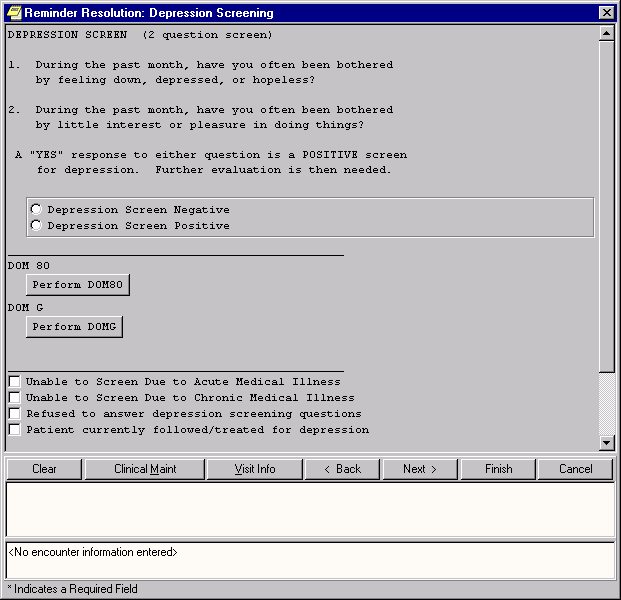 Reminder Resolution: Depression Screening
DEPRESSION SCREEN (2 question screen)
1. During the past month, have you often been bothered
by feeling down, depressed, or hopeless?
2. During the past month, have you often been bothered
by little interest or pleasure in doing things?
A "YES" response to either question is a POSITIVE screen
for depression. Further evaluation is then needed.
Depression Screen Negative
Depression Screen Positive
DOM 80
Perform DOM80
DOM G
Perform DOMG
Unable to Screen Due to Acute Medical Illness
Unable to Screen Due to Chronic Medical Illness
Refused to answer depression screening questions
Patient currently followed/treated for depression
Clear Clinical Maint Visit Info < Back Next > Finish Cancel
<No encounter information entered>
* Indicates a Required Field